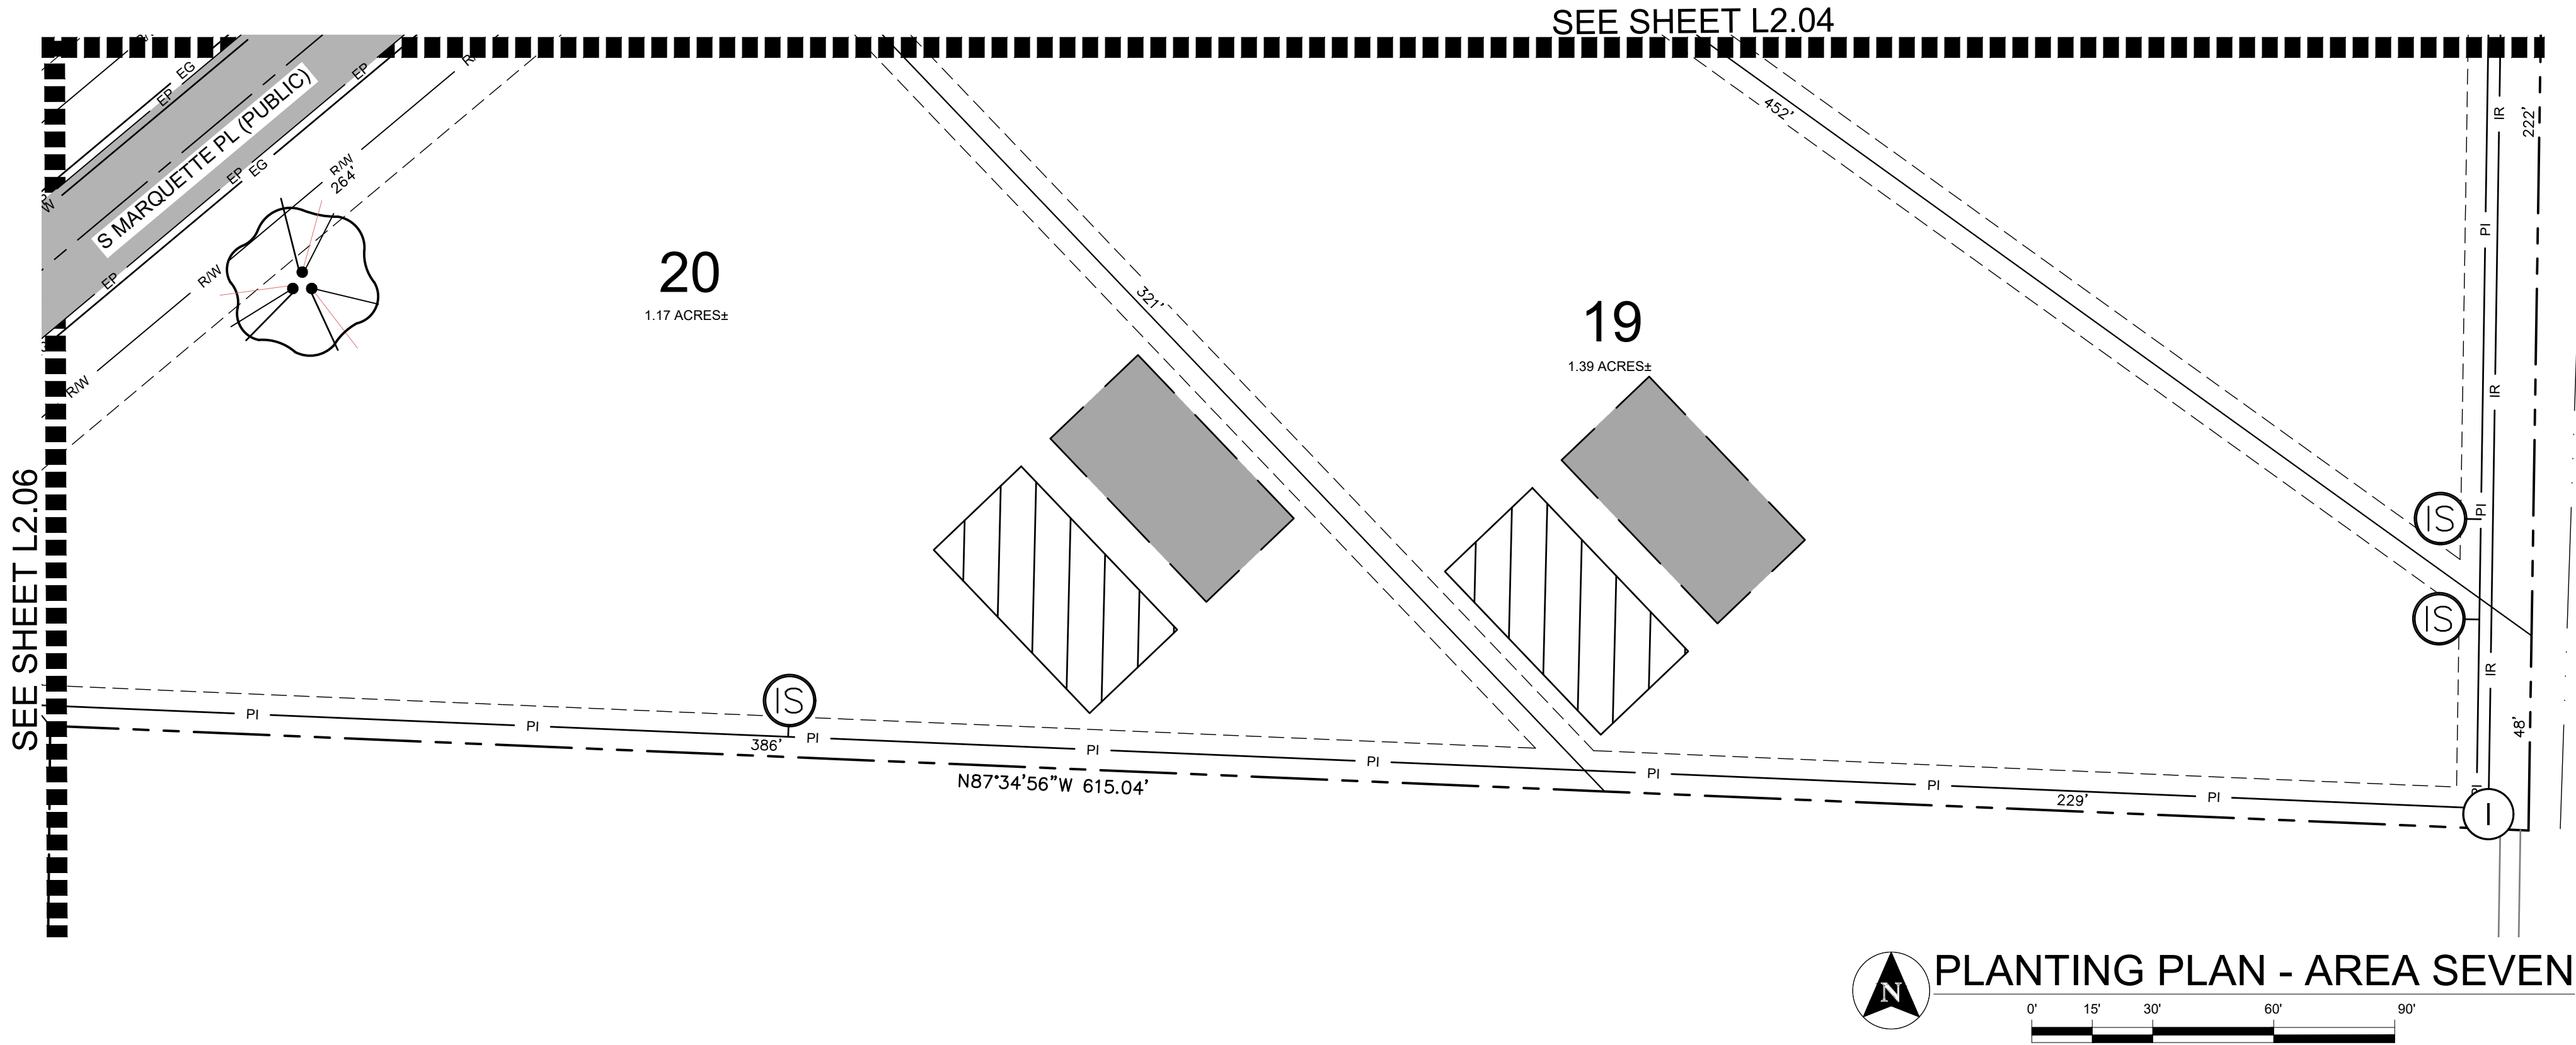 SEE SHEET L2.04
EG
EP
EP
S MARQUETTE PL (PUBLIC)
EP
EG
R/W
264'
EP
R/W
R/W
452'
IR
222'
PI
20
1.17 ACRES±
321'
19
1.39 ACRES±
IR
IS
PI
IS
IR
SEE SHEET L2.06
IS
PI
PI
PI
386'
PI
PI
PI
PI
PI
48'
N87°34'56"W 615.04'
229'
PI
I
N
PLANTING PLAN - AREA SEVEN
0' 15' 30' 60' 90'